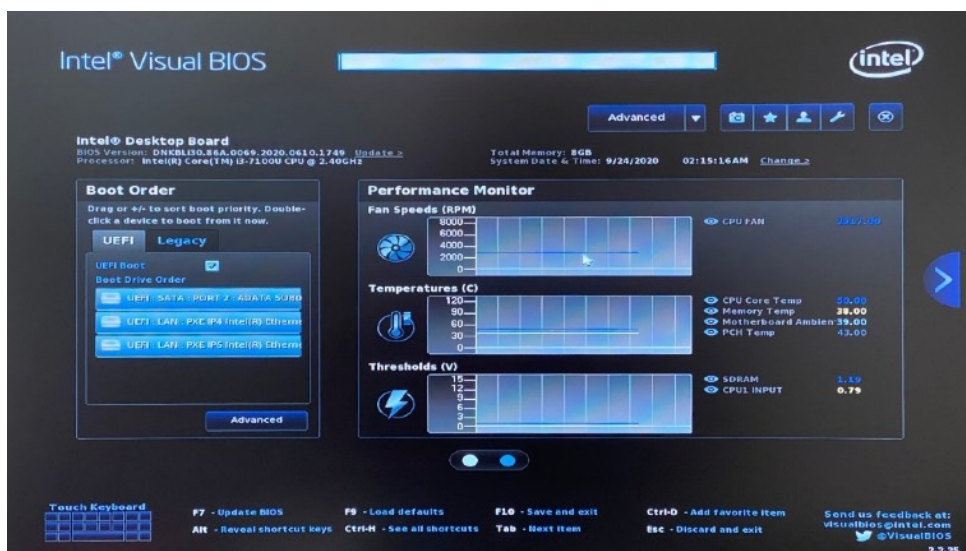 Intel® Visual BIOS
intel
Advanced
Intel® Desktop Board
BIOS Version: DNKBLi30.86A.0069.2020.0610.1749 Update >
Processor: Intel(R) Core(TM) i3-7100U CPU @ 2.40GHz
Total Memory: 8GB
System Date & Time: 9/24/2020 02:15:16AM Change >
Boot Order
Drag or +/- to sort boot priority. Double-
click a device to boot from it now.
UEFI Legacy
UEFI Boot
Boot Drive Order
UEFI : SATA : PORT 2 : ADATA
UEFI : LAN : PXE IP4 Intel(R) Etherne
UEFI : LAN : PXE Intel(R) Etherne
Advanced
Performance Monitor
Fan Speeds (RPM)
8000
6000
4000
2000
0
CPU FAN
Temperatures (C)
120
90
60
30
0
CPU Core Temp 50.00
Memory Temp 38.00
Motherboard Ambien 39.00
PCH Temp 43.00
Thresholds (V)
15
12
9
6
3
0
SDRAM 1.19
CPU1 INPUT 0.79
Touch Keyboard
F7 - Update BIOS
F9 - Load defaults
F10 - Save and exit
Ctrl-D - Add favorite item
Alt - Reveal shortcut keys
Ctrl-H - See all shortcuts
Tab - Next item
Esc - Discard and exit
Send us feedback at:
visualbios@intel.com
@VisualBIOS
2.2.25